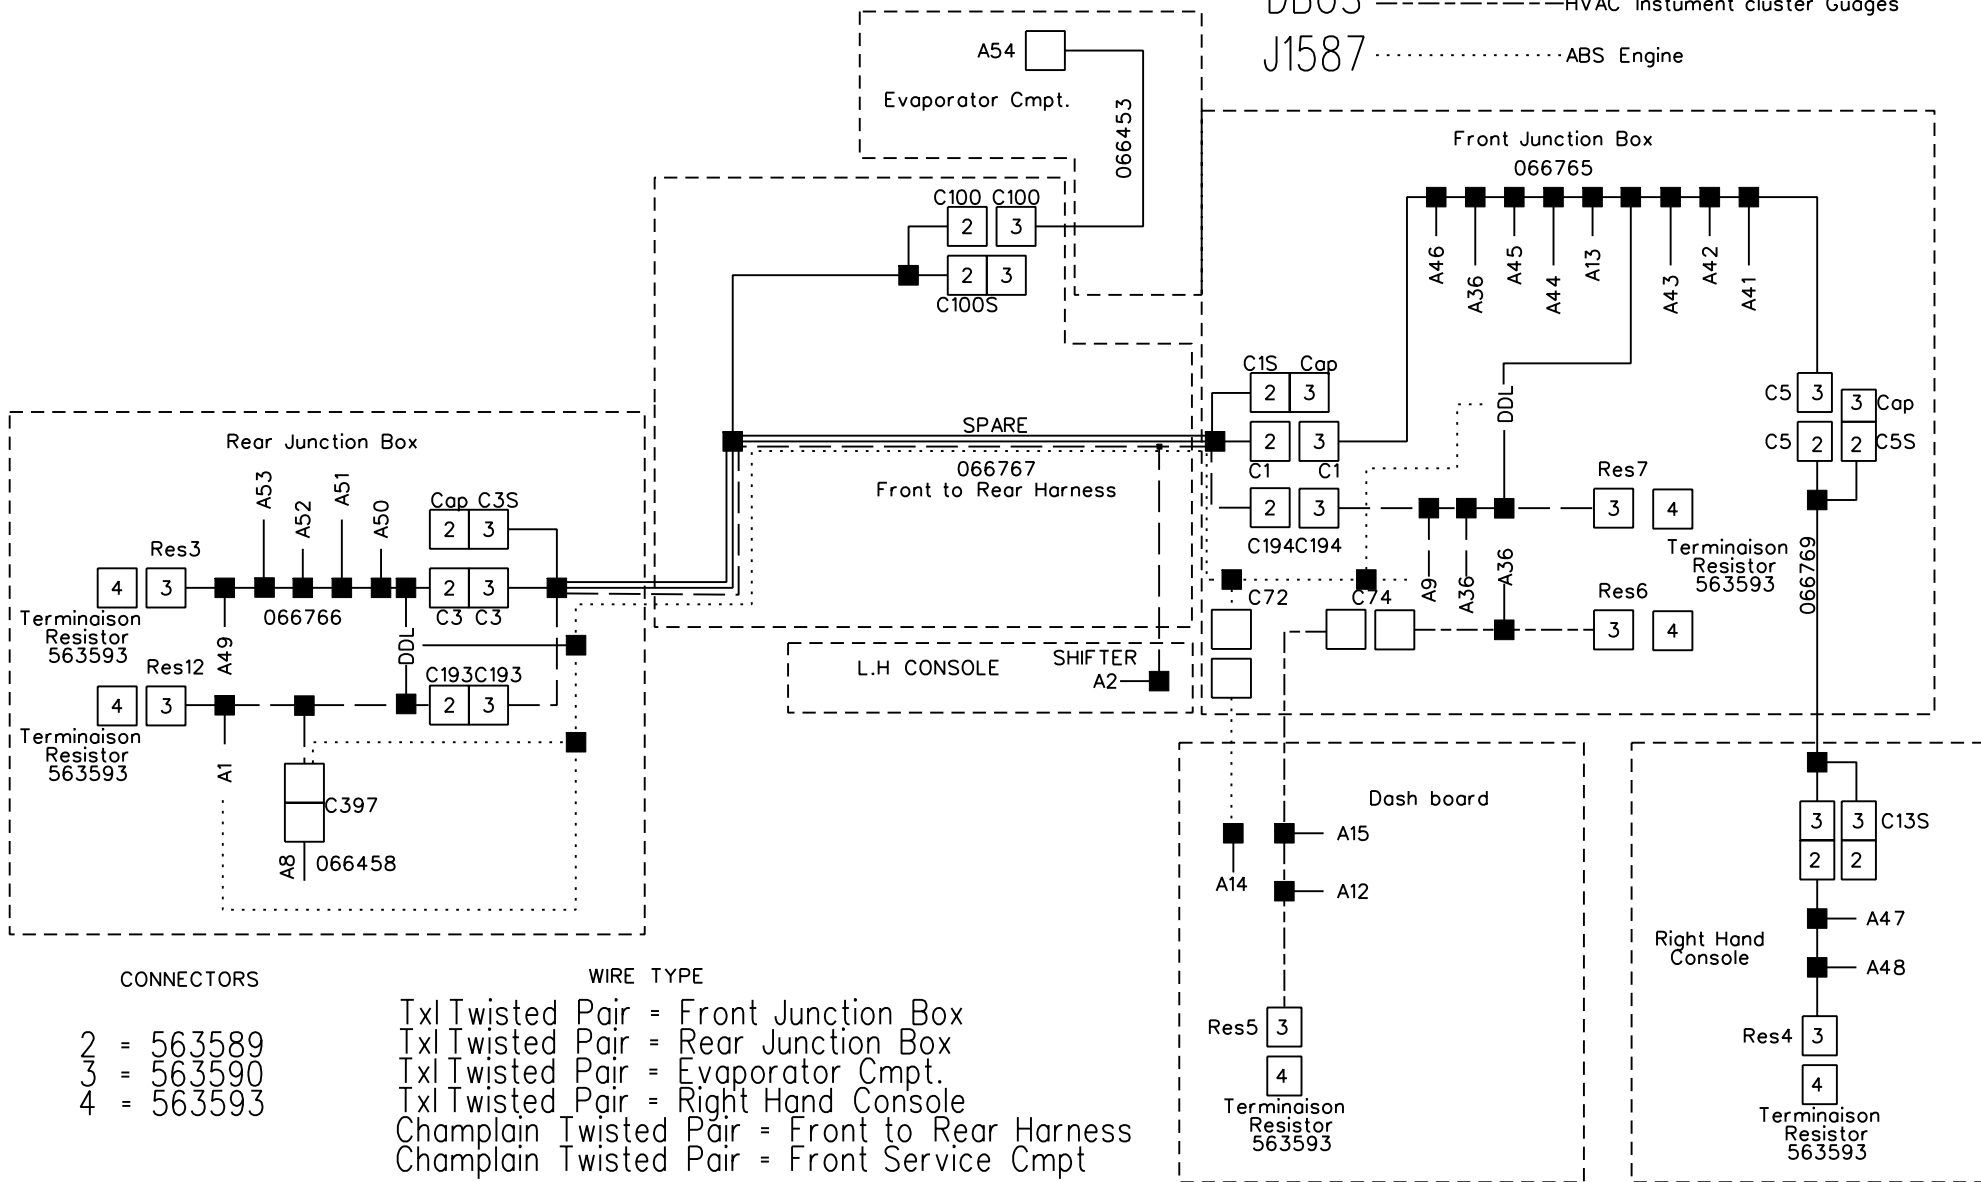 DB03 HVAC Instument cluster Guages
J1587 ABS Engine
A54
Evaporator Cmpt.
066453
Front Junction Box
066765
C100 C100
2 3
2 3
C100S
A46
A36
A45
A44
A13
A43
A42
A41
C1S Cap
2 3
SPARE
2 3
C1 C1
066767
Front to Rear Harness
2 3
C194 C194
DDL
C5 3
3 Cap
C5 2
2 C5S
Res7
3 4
Terminaison
Resistor
563593
066769
A9
A36
A36
C72
C74
Res6
3 4
Rear Junction Box
A53
A52
A51
A50
Cap C3S
2 3
Res3
4 3
2 3
C3 C3
Terminaison
Resistor
563593
066766
A49
DDL
Res12
4 3
C193 C193
2 3
Terminaison
Resistor
563593
A1
C397
A8
066458
L.H CONSOLE
SHIFTER
A2
Dash board
A15
A14
A12
Res5 3
4
Terminaison
Resistor
563593
3 3 C13S
2 2
A47
Right Hand
Console
A48
Res4 3
4
Terminaison
Resistor
563593
CONNECTORS
2 = 563589
3 = 563590
4 = 563593
WIRE TYPE
Txl Twisted Pair = Front Junction Box
Txl Twisted Pair = Rear Junction Box
Txl Twisted Pair = Evaporator Cmpt.
Txl Twisted Pair = Right Hand Console
Champlain Twisted Pair = Front to Rear Harness
Champlain Twisted Pair = Front Service Cmpt